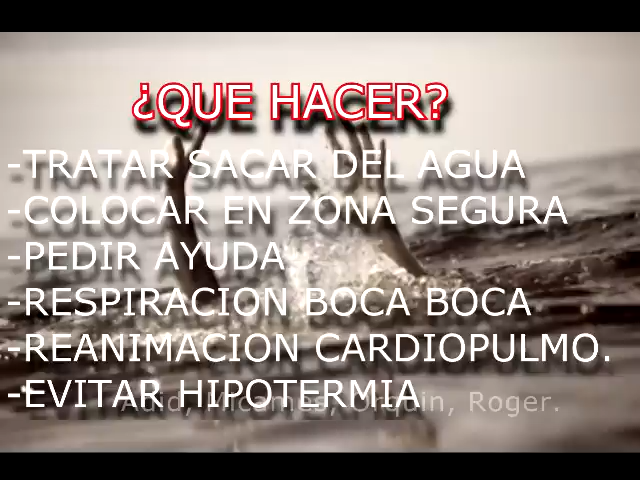 ¿QUE HACER?
-TRATAR SACAR DEL AGUA
-COLOCAR EN ZONA SEGURA
-PEDIR AYUDA
-RESPIRACION BOCA BOCA
-REANIMACION CARDIOPULMO.
-EVITAR HIPOTERMIA
Roger.